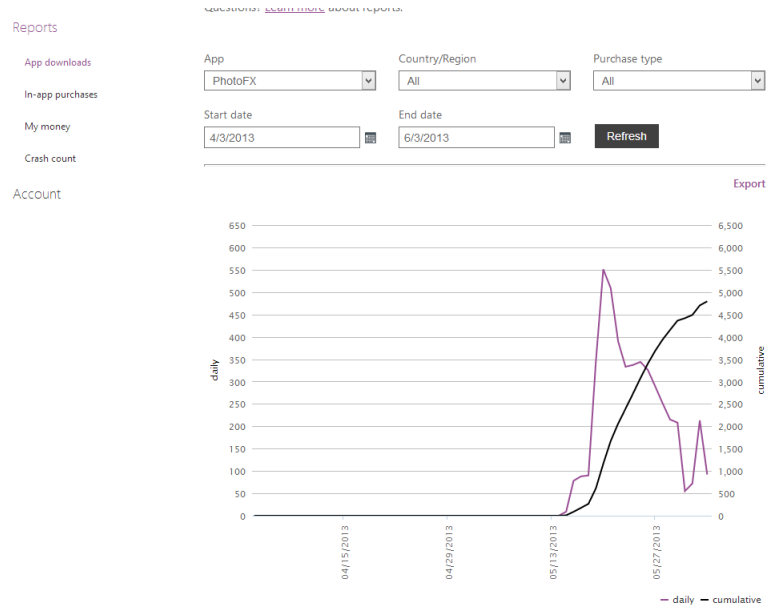 Questions? Learn more about reports.
Reports
App downloads
In-app purchases
My money
Crash count
Account
App
PhotoFX
Country/Region
All
Purchase type
All
Start date
4/3/2013
End date
6/3/2013
Refresh
Export
650
600
550
500
450
400
350
300
250
200
150
100
50
0
daily
6,500
6,000
5,500
5,000
4,500
4,000
3,500
3,000
2,500
2,000
1,500
1,000
500
0
cumulative
04/15/2013
04/29/2013
05/13/2013
05/27/2013
daily cumulative